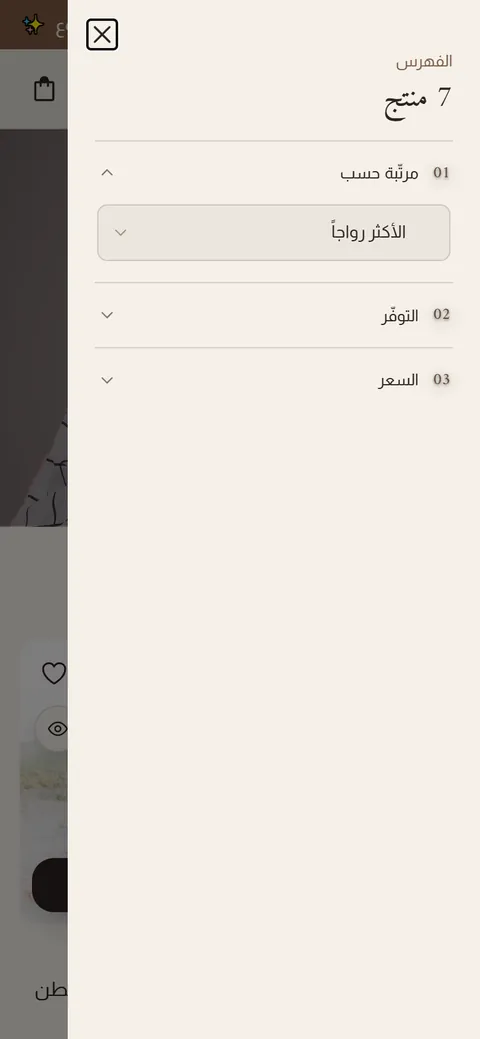 الفهرس
7 منتج
01 مرتّبة حسب
الأكثر رواجاً
02 التوفّر
03 السعر